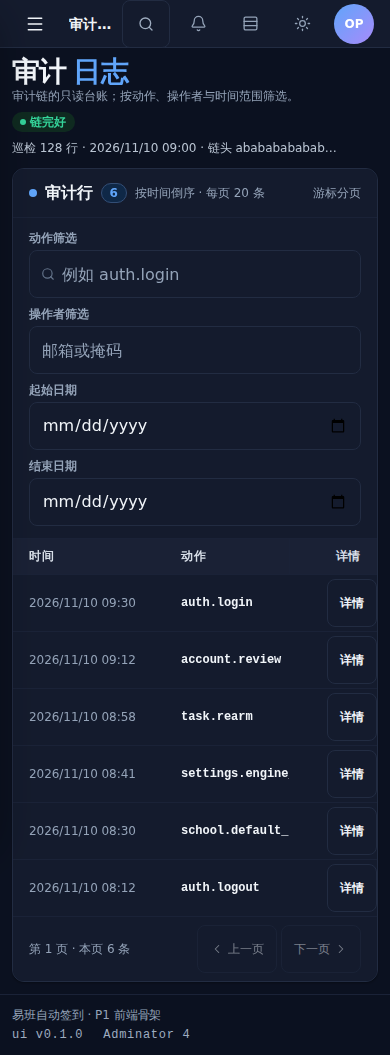 审计... OP
审计 日志
审计链的只读台账；按动作、操作者与时间范围筛选。
链完好
巡检 128 行 · 2026/11/10 09:00 · 链头 abababababab…
审计行 6 按时间倒序 · 每页 20 条 游标分页
动作筛选
例如 auth.login
操作者筛选
邮箱或掩码
起始日期
mm/dd/yyyy
结束日期
mm/dd/yyyy
时间 动作 详情
2026/11/10 09:30 auth.login 详情
2026/11/10 09:12 account.review 详情
2026/11/10 08:58 task.rearm 详情
2026/11/10 08:41 settings.engine 详情
2026/11/10 08:30 school.default_ 详情
2026/11/10 08:12 auth.logout 详情
第 1 页 · 本页 6 条 上一页 下一页
易班自动签到 · P1 前端骨架
ui v0.1.0 Adminator 4